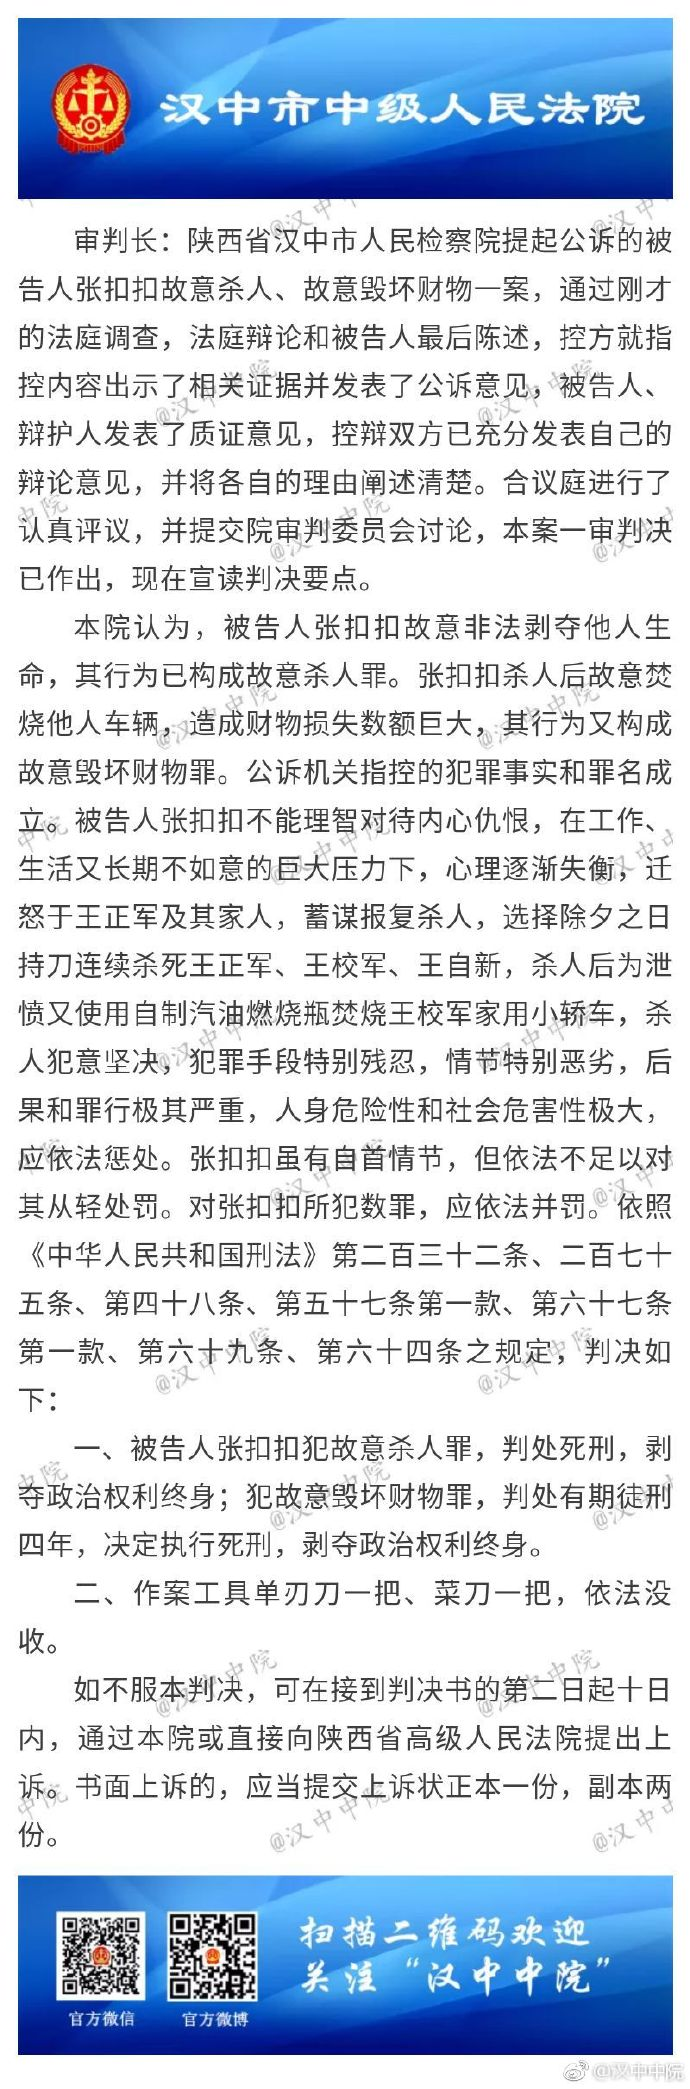 汉中市中级人民法院
审判长：陕西省汉中市人民检察院提起公诉的被
告人张扣扣故意杀人、故意毁坏财物一案，通过刚才
的法庭调查，法庭辩论和被告人最后陈述，控方就指
控内容出示了相关证据并发表了公诉意见，被告人、
辩护人发表了质证意见，控辩双方已充分发表自己的
辩论意见，并将各自的理由阐述清楚。合议庭进行了
认真评议，并提交院审判委员会讨论，本案一审判决
已作出，现在宣读判决要点。
本院认为，被告人张扣扣故意非法剥夺他人生
命，其行为已构成故意杀人罪。张扣扣杀人后故意焚
烧他人车辆，造成财物损失数额巨大，其行为又构成
故意毁坏财物罪。公诉机关指控的犯罪事实和罪名成
立。被告人张扣扣不能理智对待内心仇恨，在工作、
生活又长期不如意的巨大压力下，心理逐渐失衡，迁
怒于王正军及其家人，蓄谋报复杀人，选择除夕之日
持刀连续杀死王正军、王校军、王自新，杀人后为泄
愤又使用自制汽油燃烧瓶焚烧王校军家用小轿车，杀
人犯意坚决，犯罪手段特别残忍，情节特别恶劣，后
果和罪行极其严重，人身危险性和社会危害性极大，
应依法惩处。张扣扣虽有自首情节，但依法不足以对
其从轻处罚。对张扣扣所犯数罪，应依法并罚。依照
《中华人民共和国刑法》第二百三十二条、二百七十
五条、第四十八条、第五十七条第一款、第六十七条
第一款、第六十九条、第六十四条之规定，判决如
下：
一、被告人张扣扣犯故意杀人罪，判处死刑，剥
夺政治权利终身；犯故意毁坏财物罪，判处有期徒刑
四年，决定执行死刑，剥夺政治权利终身。
二、作案工具单刃刀一把、菜刀一把，依法没
收。
如不服本判决，可在接到判决书的第二日起十日
内，通过本院或直接向陕西省高级人民法院提出上
诉。书面上诉的，应当提交上诉状正本一份，副本两
份。
扫描二维码欢迎
关注“汉中中院”
官方微信 官方微博
@汉中中院